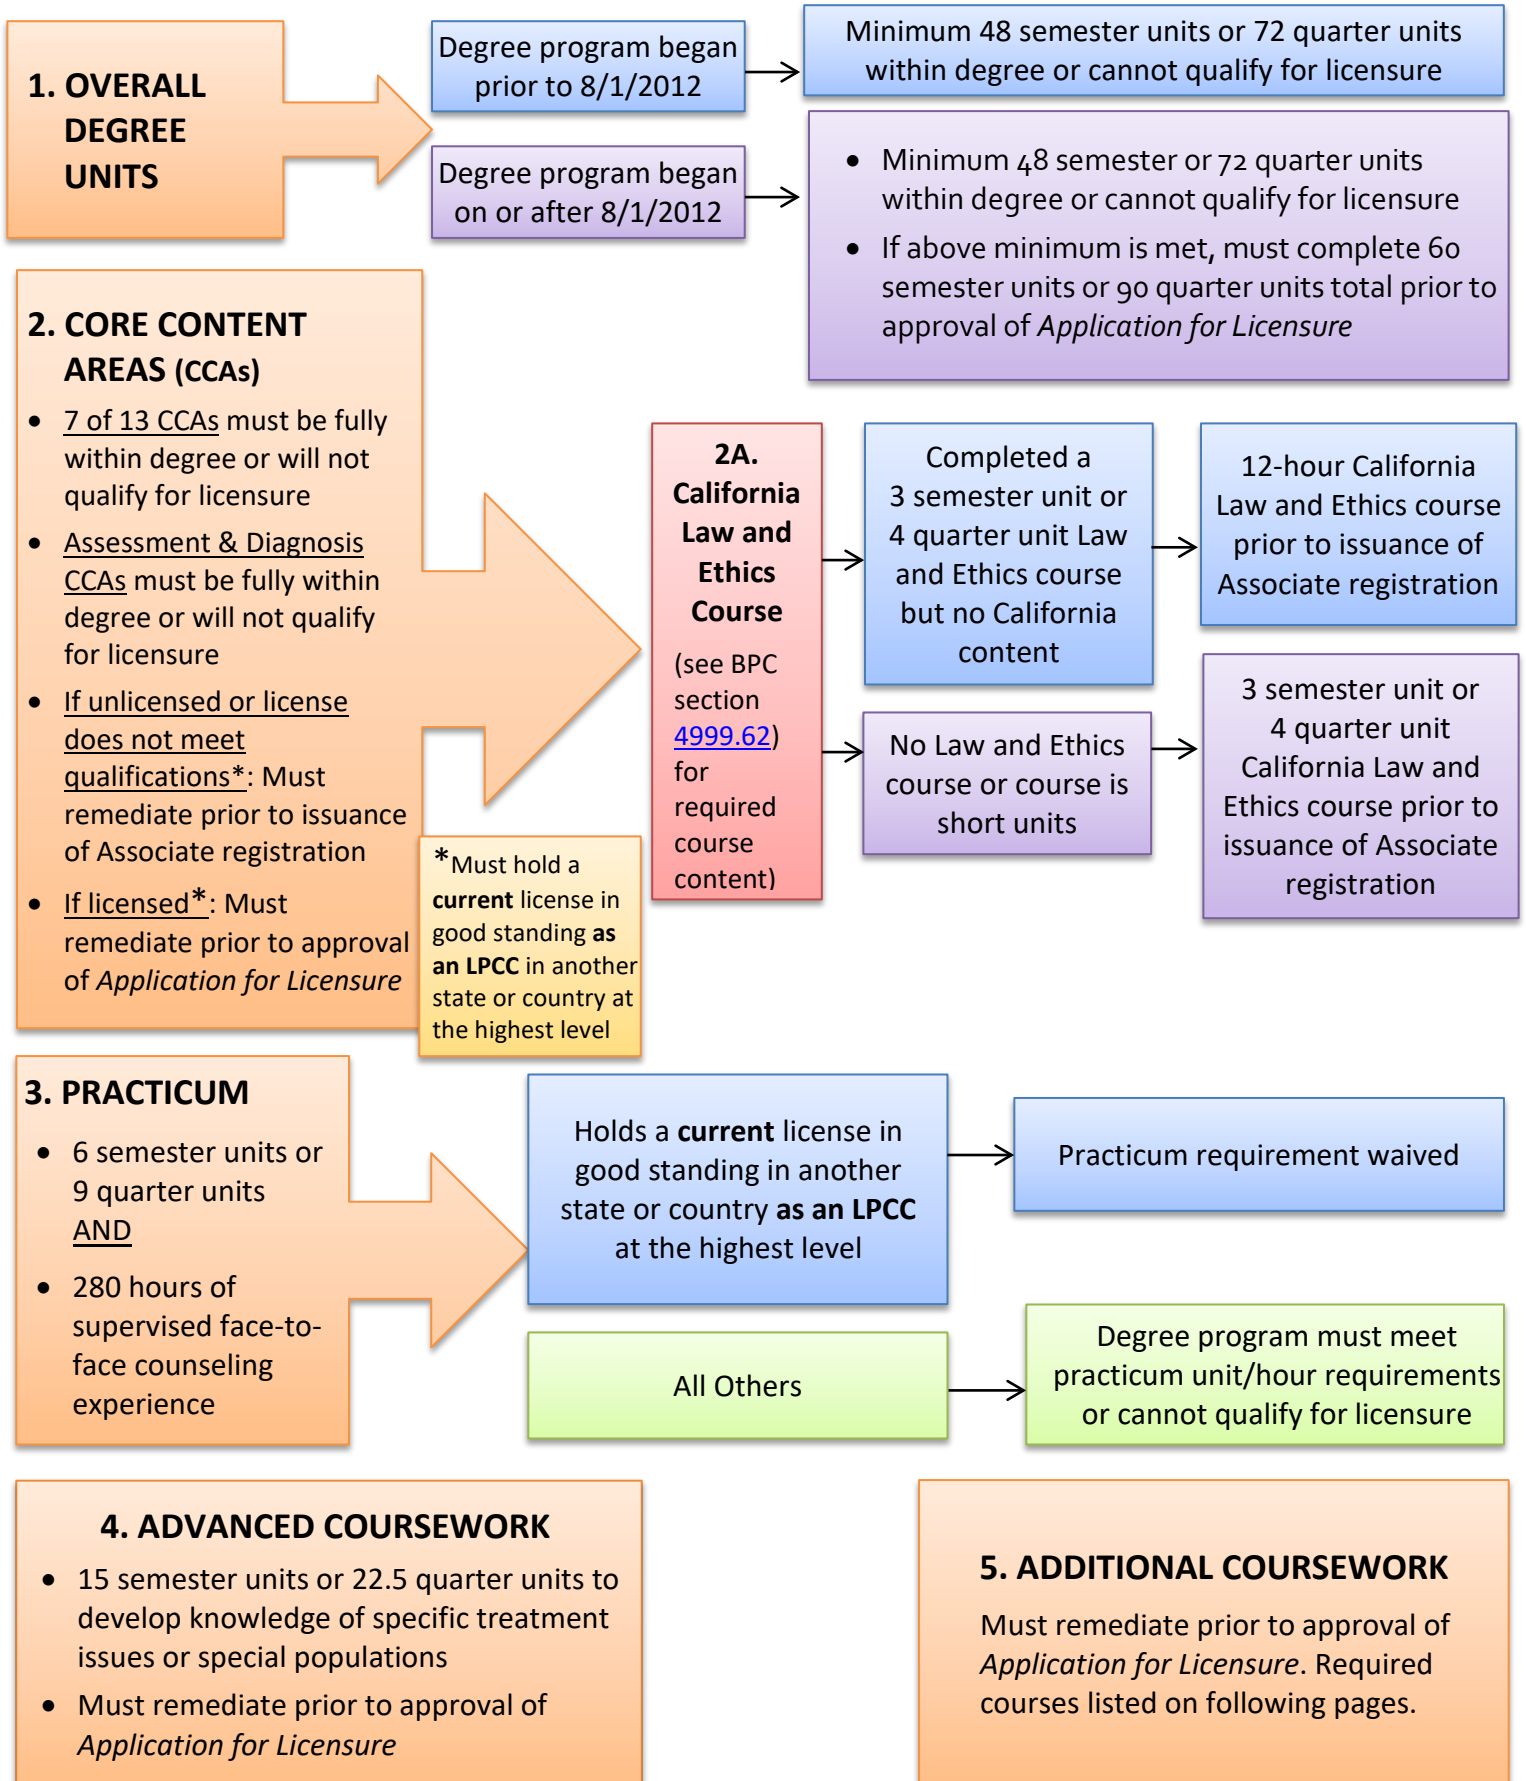 1. OVERALL
DEGREE
UNITS
Degree program began
prior to 8/1/2012
Minimum 48 semester units or 72 quarter units
within degree or cannot qualify for licensure
Degree program began
on or after 8/1/2012
• Minimum 48 semester or 72 quarter units
within degree or cannot qualify for licensure
• If above minimum is met, must complete 60
semester units or 90 quarter units total prior to
approval of Application for Licensure
2. CORE CONTENT
AREAS (CCAs)
• 7 of 13 CCAs must be fully
within degree or will not
qualify for licensure
• Assessment & Diagnosis
CCAs must be fully within
degree or will not qualify
for licensure
• If unlicensed or license
does not meet
qualifications*: Must
remediate prior to issuance
of Associate registration
• If licensed*: Must
remediate prior to approval
of Application for Licensure
*Must hold a
current license in
good standing as
an LPCC in another
state or country at
the highest level
2A.
California
Law and
Ethics
Course
(see BPC
section
4999.62)
for
required
course
content)
Completed a
3 semester unit or
4 quarter unit Law
and Ethics course
but no California
content
12-hour California
Law and Ethics course
prior to issuance of
Associate registration
No Law and Ethics
course or course is
short units
3 semester unit or
4 quarter unit
California Law and
Ethics course prior to
issuance of Associate
registration
3. PRACTICUM
• 6 semester units or
9 quarter units
AND
• 280 hours of
supervised face-to-
face counseling
experience
Holds a current license in
good standing in another
state or country as an LPCC
at the highest level
Practicum requirement waived
All Others
Degree program must meet
practicum unit/hour requirements
or cannot qualify for licensure
4. ADVANCED COURSEWORK
• 15 semester units or 22.5 quarter units to
develop knowledge of specific treatment
issues or special populations
• Must remediate prior to approval of
Application for Licensure
5. ADDITIONAL COURSEWORK
Must remediate prior to approval of
Application for Licensure. Required
courses listed on following pages.